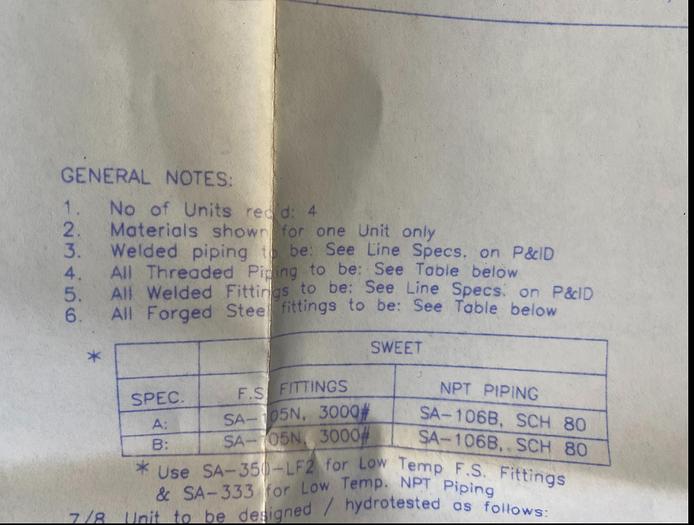 GENERAL NOTES:
1. No of Units req'd: 4
2. Materials shown for one Unit only
3. Welded piping to be: See Line Specs. on P&ID
4. All Threaded Piping to be: See Table below
5. All Welded Fittings to be: See Line Specs. on P&ID
6. All Forged Steel fittings to be: See Table below
* SWEET
SPEC. F.S. FITTINGS NPT PIPING
A: SA-105N, 3000# SA-106B, SCH 80
B: SA-105N, 3000# SA-106B, SCH 80
* Use SA-350-LF2 for Low Temp F.S. Fittings
& SA-333 for Low Temp. NPT Piping
7/8 Unit to be designed / hydrotested as follows: